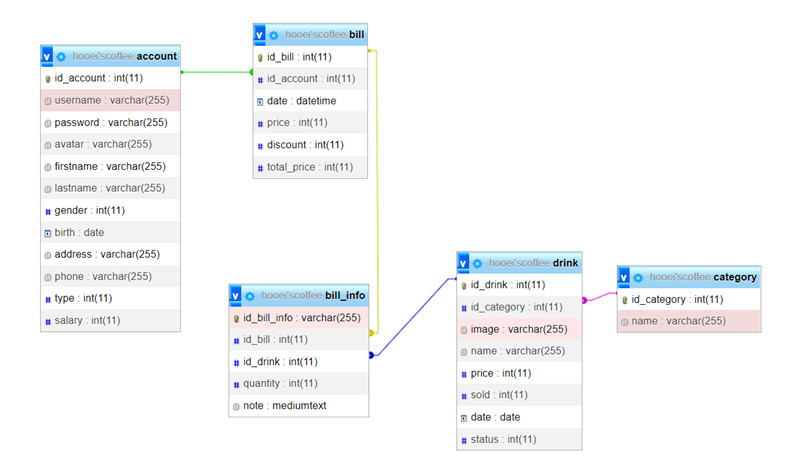 hooei'scoffee account
id_account : int(11)
username : varchar(255)
password : varchar(255)
avatar : varchar(255)
firstname : varchar(255)
lastname : varchar(255)
gender : int(11)
birth : date
address : varchar(255)
phone : varchar(255)
type : int(11)
salary : int(11)
hooei'scoffee bill
id_bill : int(11)
id_account : int(11)
date : datetime
price : int(11)
discount : int(11)
total_price : int(11)
hooei'scoffee bill_info
id_bill_info : varchar(255)
id_bill : int(11)
id_drink : int(11)
quantity : int(11)
note : mediumtext
hooei'scoffee drink
id_drink : int(11)
id_category : int(11)
image : varchar(255)
name : varchar(255)
price : int(11)
sold : int(11)
date : date
status : int(11)
hooei'scoffee category
id_category : int(11)
name : varchar(255)